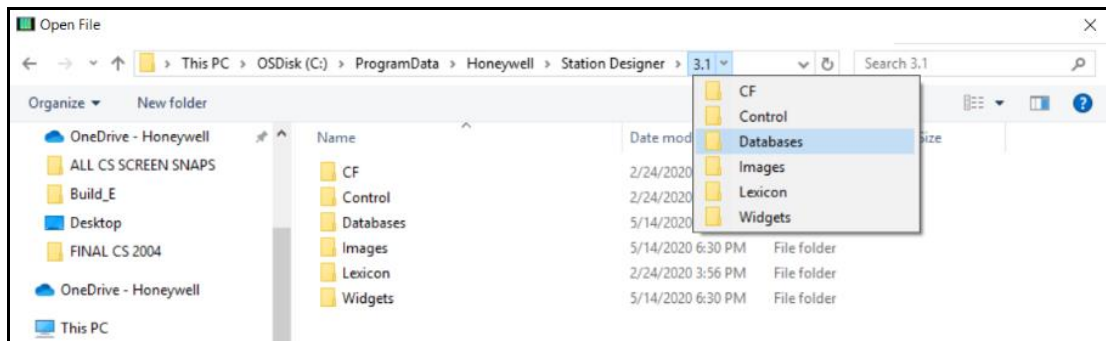 Open File
This PC > OSDisk (C:) > ProgramData > Honeywell > Station Designer > 3.1
Search 3.1
Organize
New folder
OneDrive - Honeywell
ALL CS SCREEN SNAPS
Build_E
Desktop
FINAL CS 2004
OneDrive - Honeywell
This PC
Name
Date mod
CF
2/24/2020
Control
2/24/2020
Databases
5/14/2020
Images
5/14/2020 6:30 PM
File folder
Lexicon
2/24/2020 3:56 PM
File folder
Widgets
5/14/2020 6:30 PM
File folder
CF
Control
Databases
Images
Lexicon
Widgets